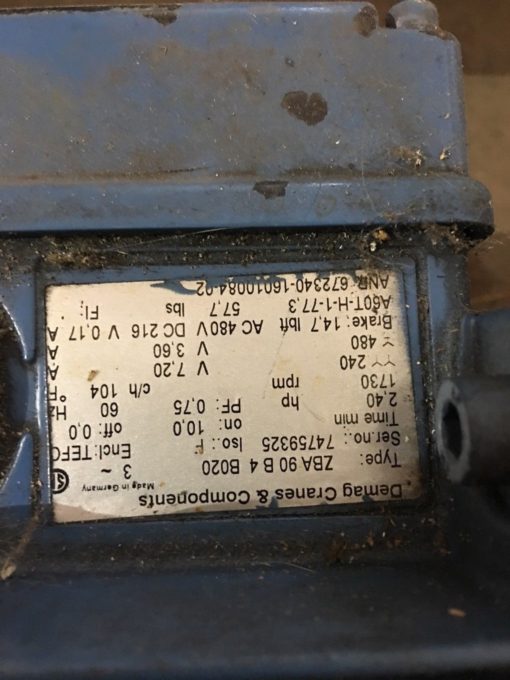 Demag Cranes & Components
Made in Germany
Type: ZBA 90 B 4 B020 3 ~
Ser.no.: 74759325 Iso.: F Encl: TEFC
Time min on: 10,0 off: 0,0
2,40 hp PF: 0,75 60 Hz
1730 rpm c/h 104 °F
240 V 7,20 A
480 V 3,60 A
Brake: 14,7 lbft AC 480 V DC 216 V 0,17 A
A60T-H-1-77,3 57,7 lbs Fl:
ANR 672340-16010084-02